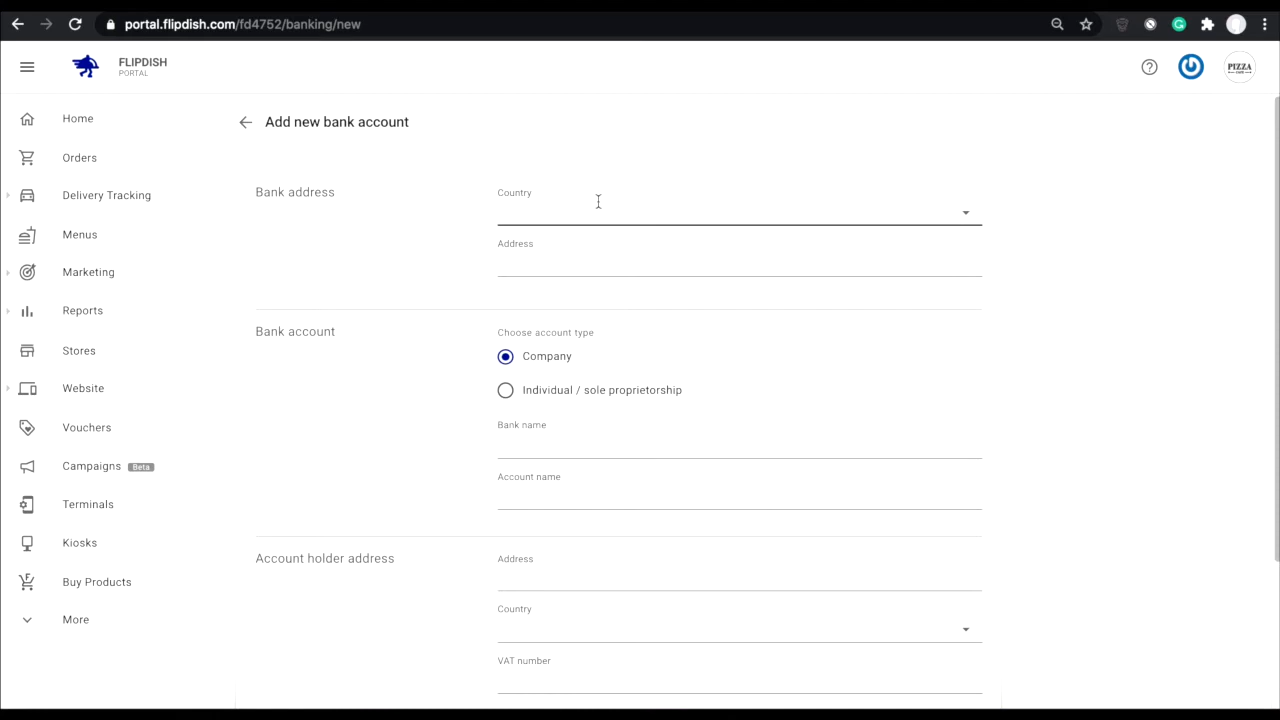 portal.flipdish.com/fd4752/banking/new
FLIPDISH
PORTAL
PIZZA
Home
Orders
Delivery Tracking
Menus
Marketing
Reports
Stores
Website
Vouchers
Campaigns Beta
Terminals
Kiosks
Buy Products
More
Add new bank account
Bank address
Country
Address
Bank account
Choose account type
Company
Individual / sole proprietorship
Bank name
Account name
Account holder address
Address
Country
VAT number